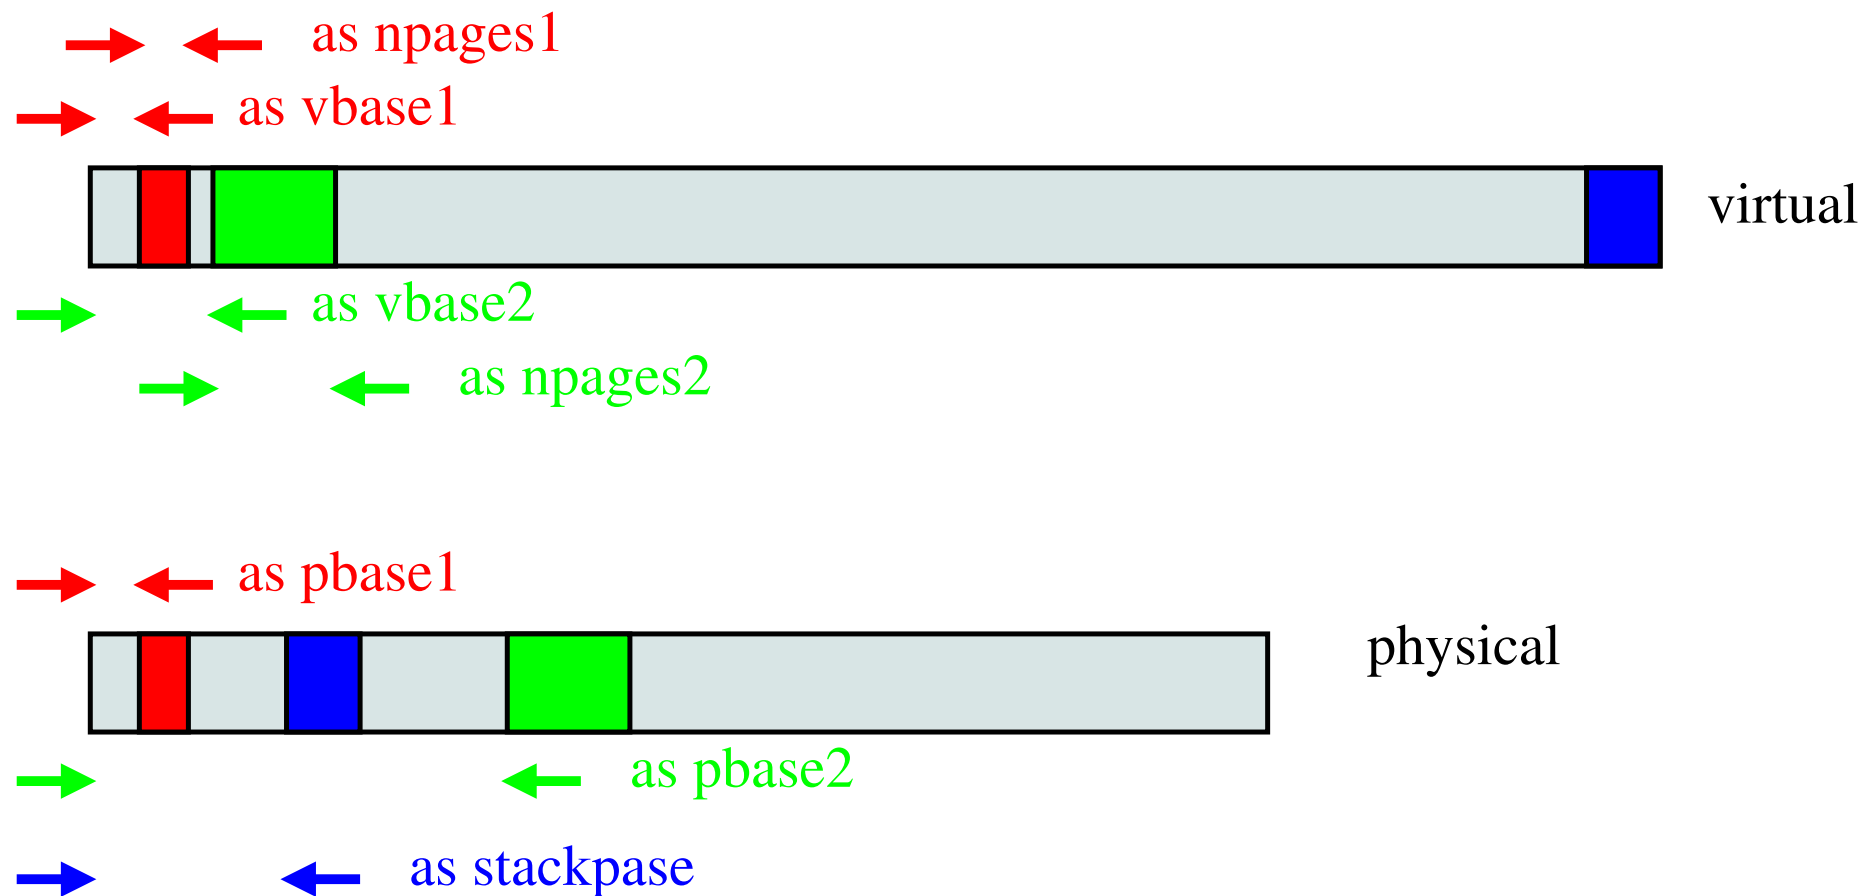 as npages1
as vbase1
virtual
as vbase2
as npages2
as pbase1
physical
as pbase2
as stackpase